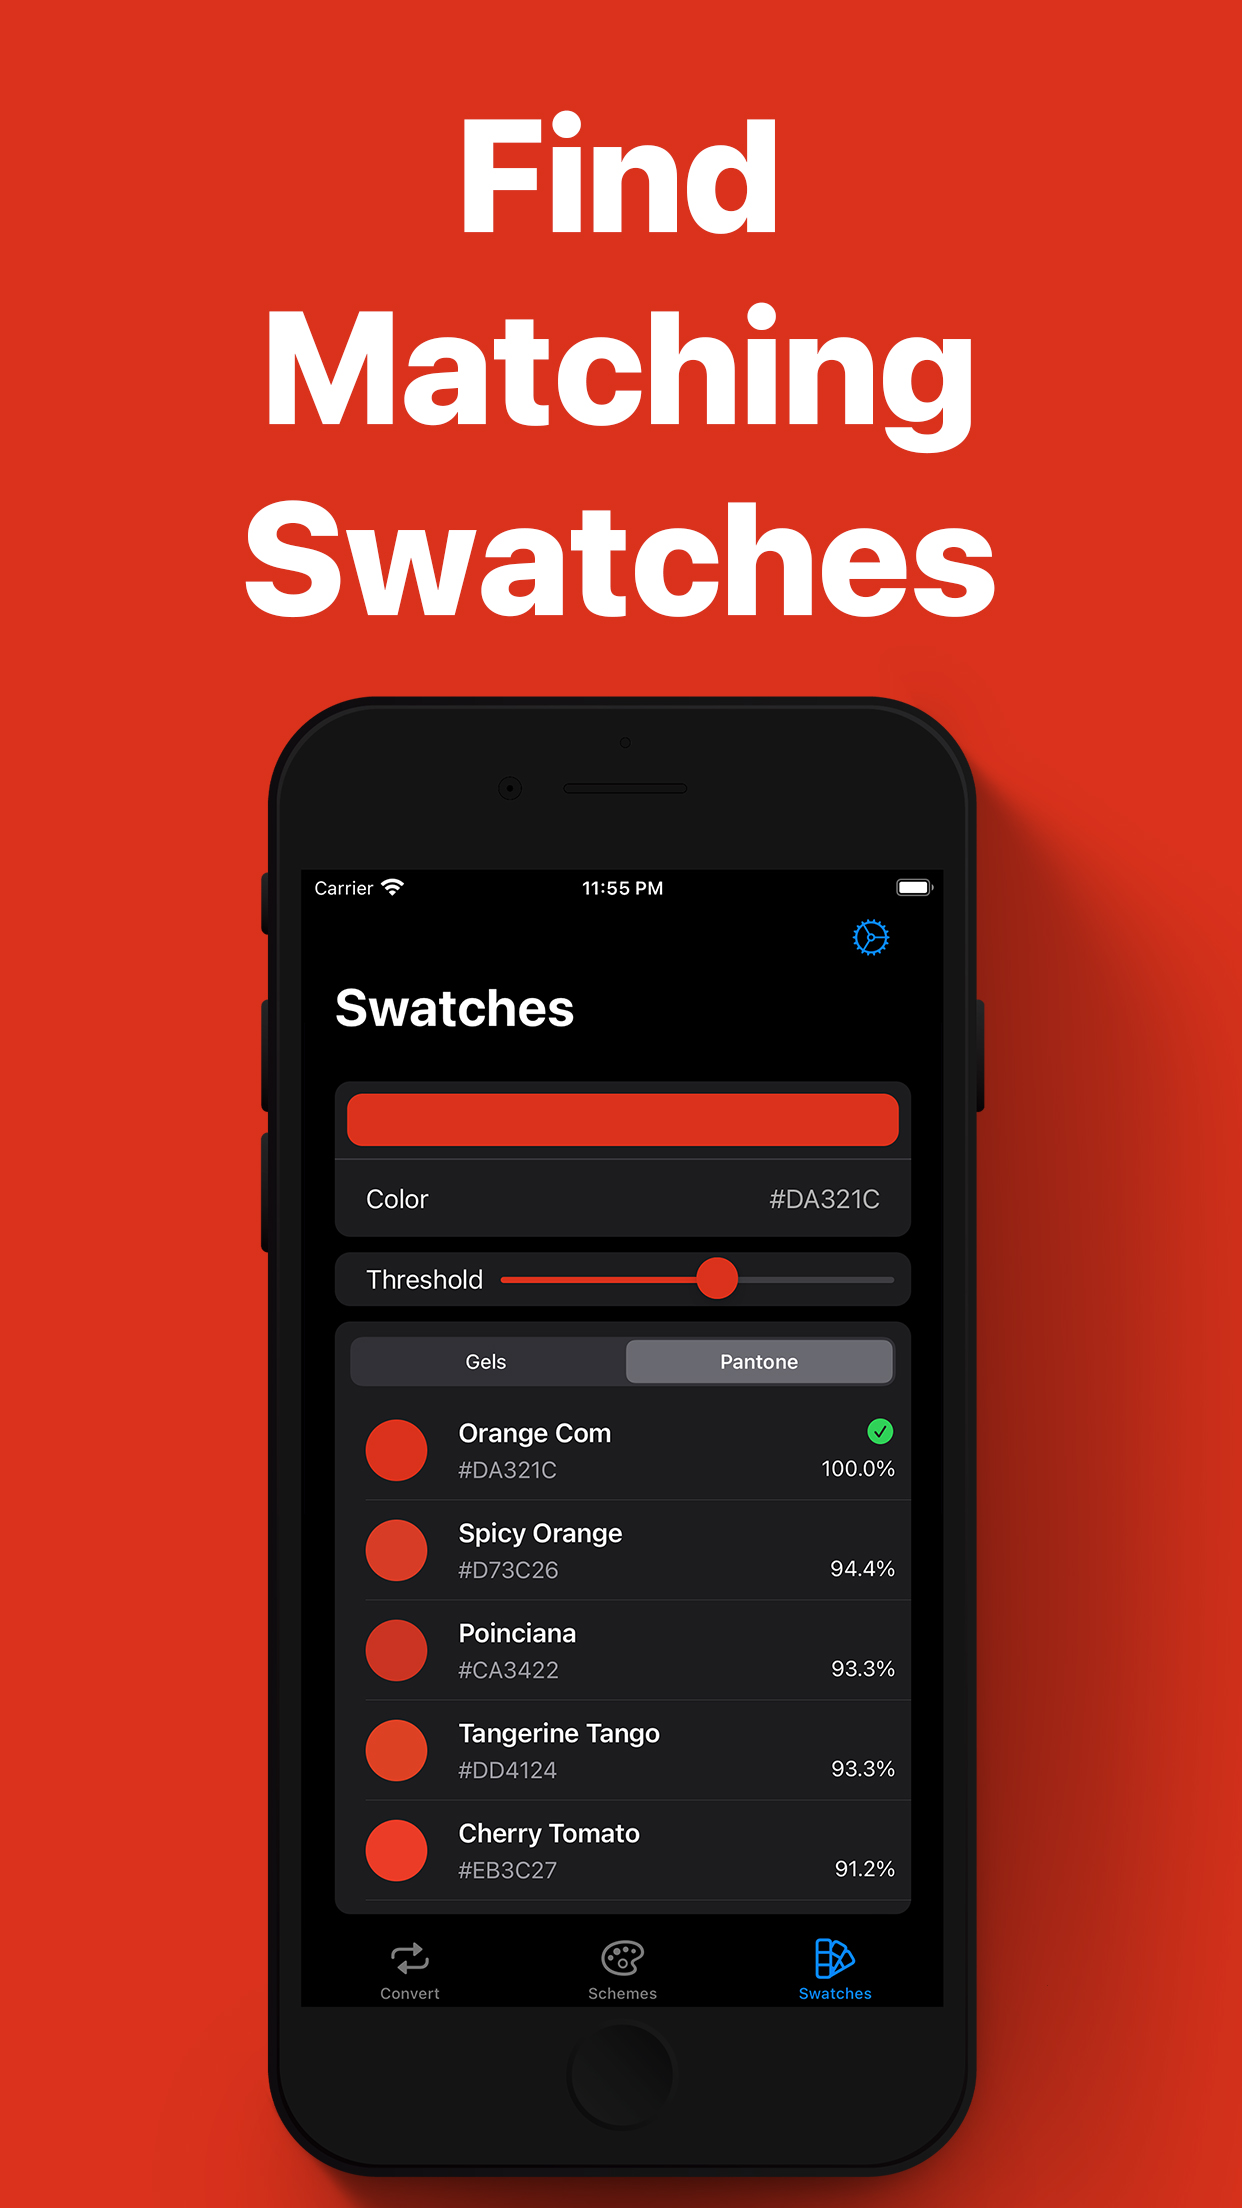 Find
Matching
Swatches
Carrier 11:55 PM
Swatches
Color #DA321C
Threshold
Gels Pantone
Orange Com
#DA321C 100.0%
Spicy Orange
#D73C26 94.4%
Poinciana
#CA3422 93.3%
Tangerine Tango
#DD4124 93.3%
Cherry Tomato
#EB3C27 91.2%
Convert Schemes Swatches